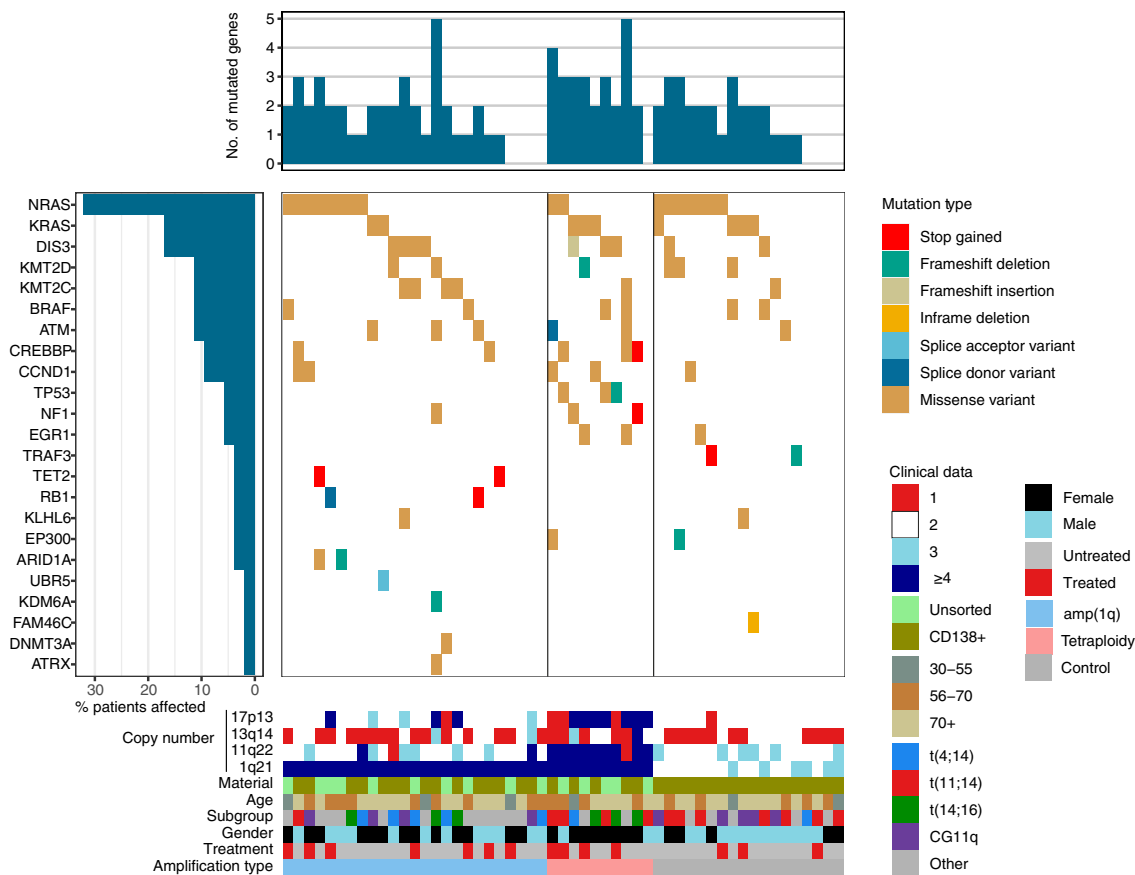 No. of mutated genes
5
4
3
2
1
0
NRAS
KRAS
DIS3
KMT2D
KMT2C
BRAF
ATM
CREBBP
CCND1
TP53
NF1
EGR1
TRAF3
TET2
RB1
KLHL6
EP300
ARID1A
UBR5
KDM6A
FAM46C
DNMT3A
ATRX
30 20 10 0
% patients affected
Mutation type
Stop gained
Frameshift deletion
Frameshift insertion
Inframe deletion
Splice acceptor variant
Splice donor variant
Missense variant
Clinical data
1
2
3
≥4
Unsorted
CD138+
30–55
56–70
70+
t(4;14)
t(11;14)
t(14;16)
CG11q
Other
Female
Male
Untreated
Treated
amp(1q)
Tetraploidy
Control
Copy number
17p13
13q14
11q22
1q21
Material
Age
Subgroup
Gender
Treatment
Amplification type